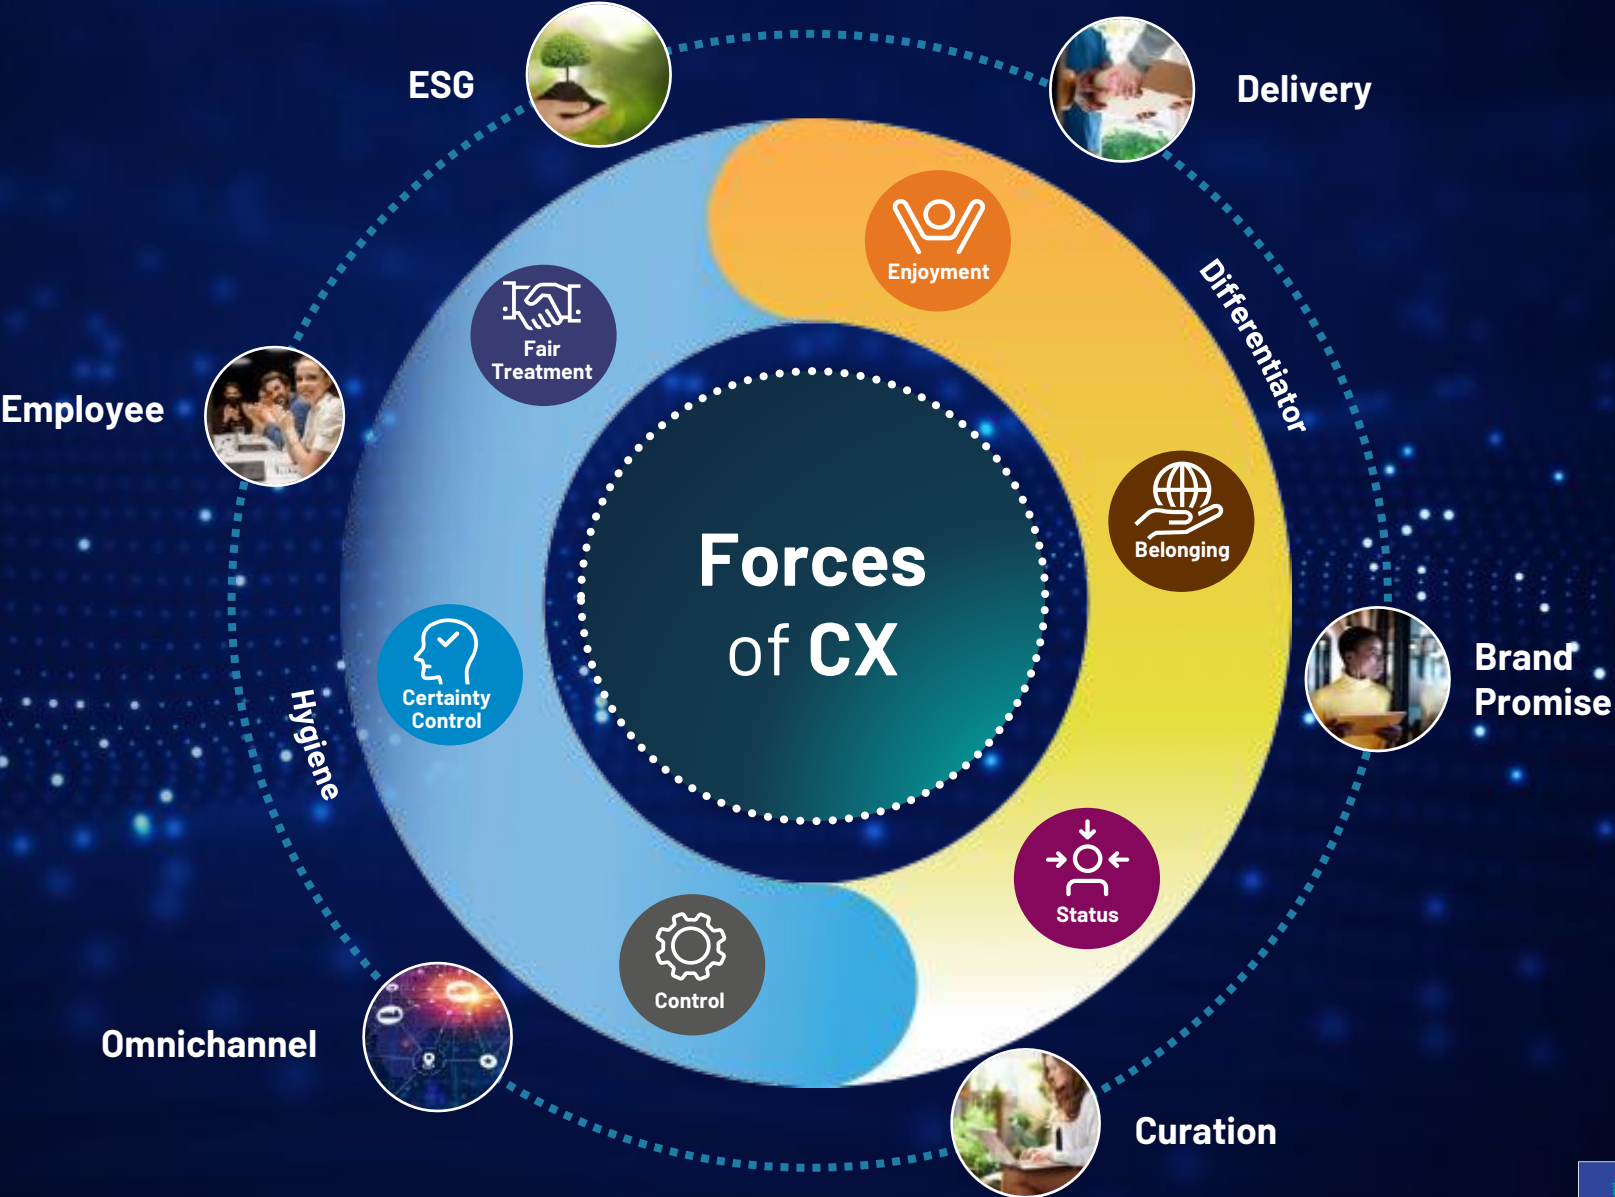 ESG
Delivery
Enjoyment
Differentiator
Fair
Treatment
Employee
Belonging
Forces
of CX
Brand
Promise
Certainty
Control
Hygiene
Status
Control
Omnichannel
Curation